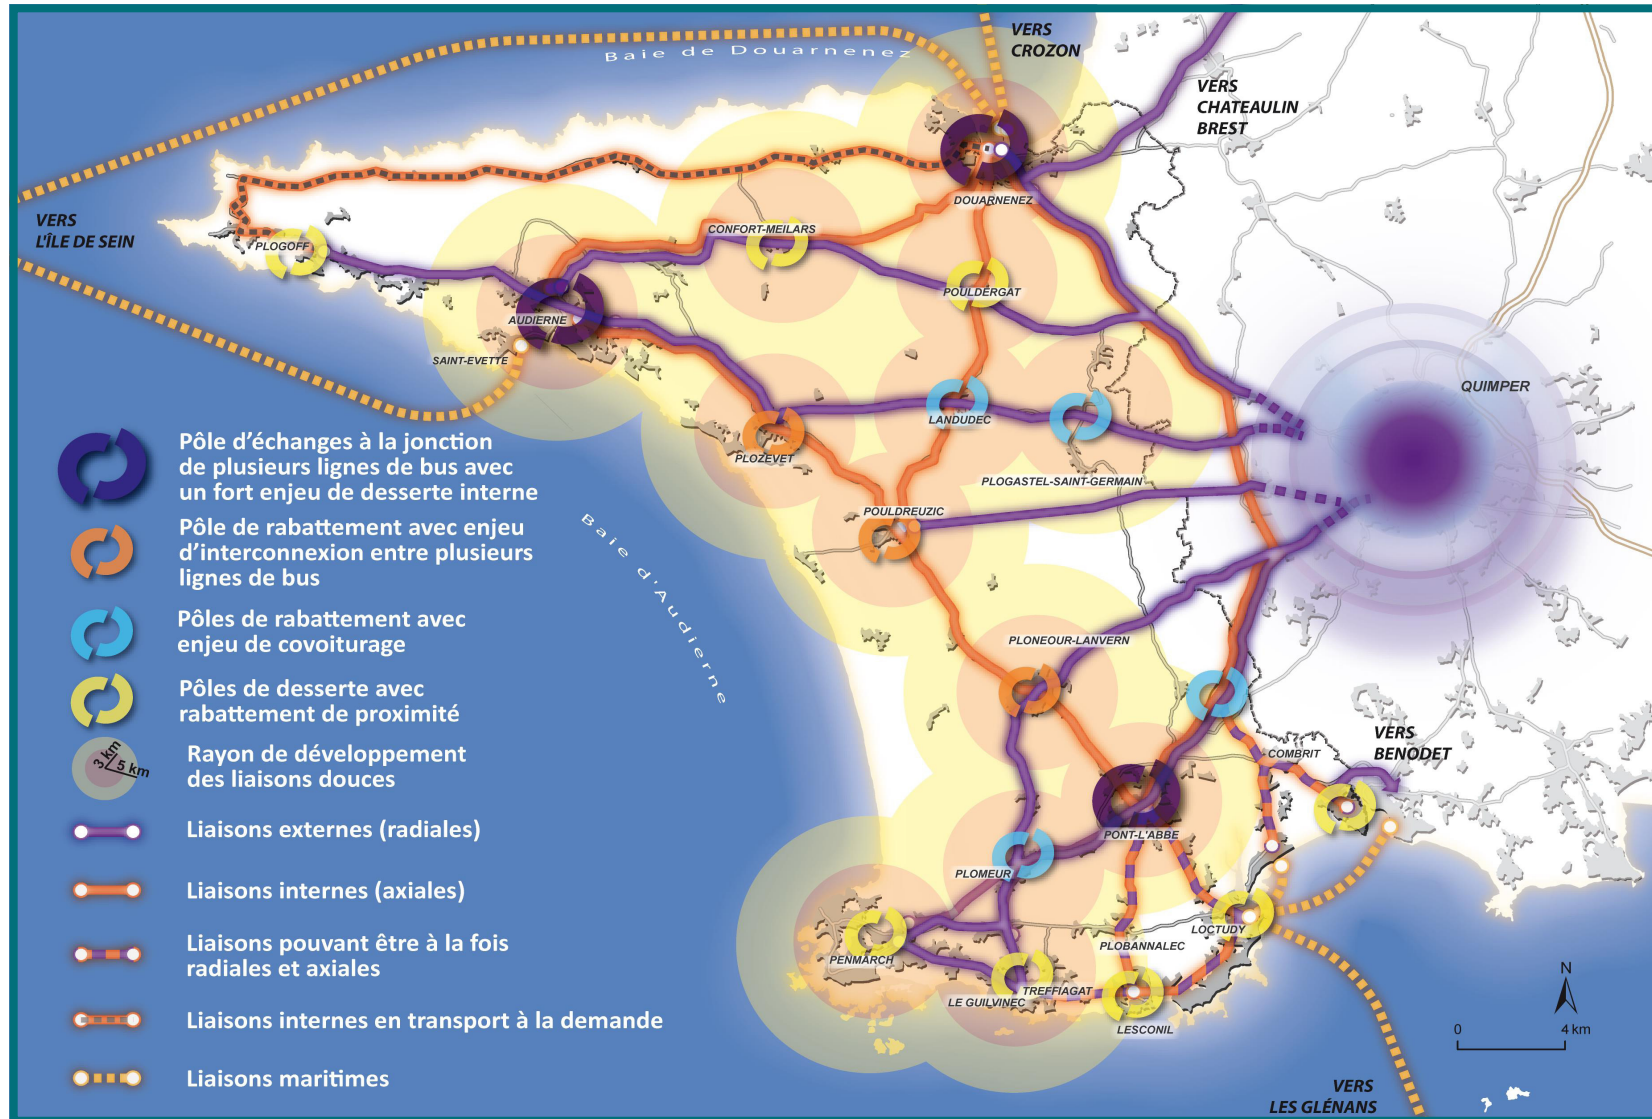 VERS
CROZON
Baie de Douarnenez
VERS
CHATEAULIN
BREST
DOUARNENEZ
VERS
L'ÎLE DE SEIN
PLOGOFF
CONFORT-MEILARS
POULDERGAT
AUDIERNE
SAINT-EVETTE
QUIMPER
LANDUDEC
PLOZEVET
PLOGASTEL-SAINT-GERMAIN
POULDREUZIC
Baie d'Audierne
PLONEOUR-LANVERN
COMBRIT
VERS
BENODET
PONT-L'ABBE
PLOMEUR
LOCTUDY
PLOBANNALEC
PENMARCH
TREFFIAGAT
LE GUILVINEC
LESCONIL
VERS
LES GLÉNANS
N
0 4 km
Pôle d'échanges à la jonction
de plusieurs lignes de bus avec
un fort enjeu de desserte interne
Pôle de rabattement avec enjeu
d'interconnexion entre plusieurs
lignes de bus
Pôles de rabattement avec
enjeu de covoiturage
Pôles de desserte avec
rabattement de proximité
3 km
5 km
Rayon de développement
des liaisons douces
Liaisons externes (radiales)
Liaisons internes (axiales)
Liaisons pouvant être à la fois
radiales et axiales
Liaisons internes en transport à la demande
Liaisons maritimes